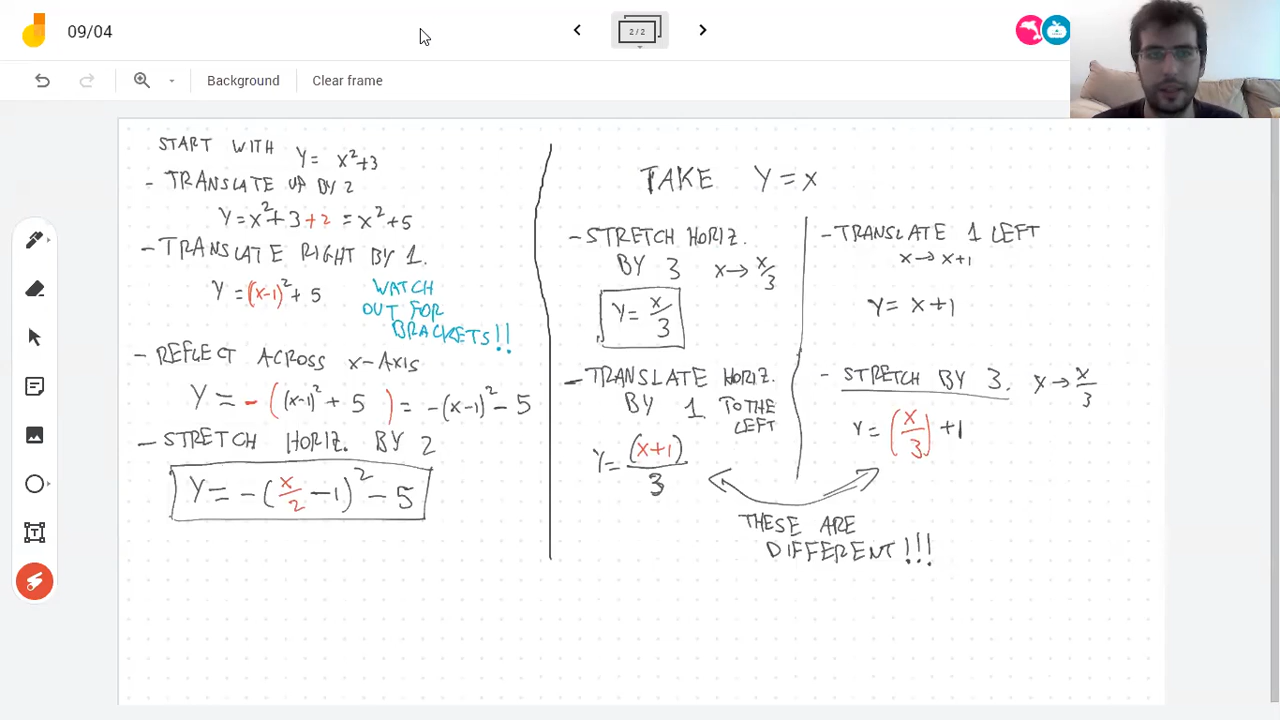 09/04
2/2
Background
Clear frame
START WITH Y = x²+3
- TRANSLATE UP BY 2
Y = x²+3+2 = x²+5
- TRANSLATE RIGHT BY 1.
Y = (x-1)²+5
WATCH
OUT FOR
BRACKETS!!
- REFLECT ACROSS X-AXIS
Y = -((x-1)²+5) = -(x-1)²-5
- STRETCH HORIZ. BY 2
Y = -(x/2-1)²-5
TAKE Y=x
- STRETCH HORIZ.
BY 3 x→x/3
Y = x/3
- TRANSLATE HORIZ.
BY 1 TO THE
LEFT
Y = (x+1)/3
- TRANSLATE 1 LEFT
x→x+1
Y = x+1
- STRETCH BY 3. x→x/3
Y = (x/3)+1
THESE ARE
DIFFERENT!!!